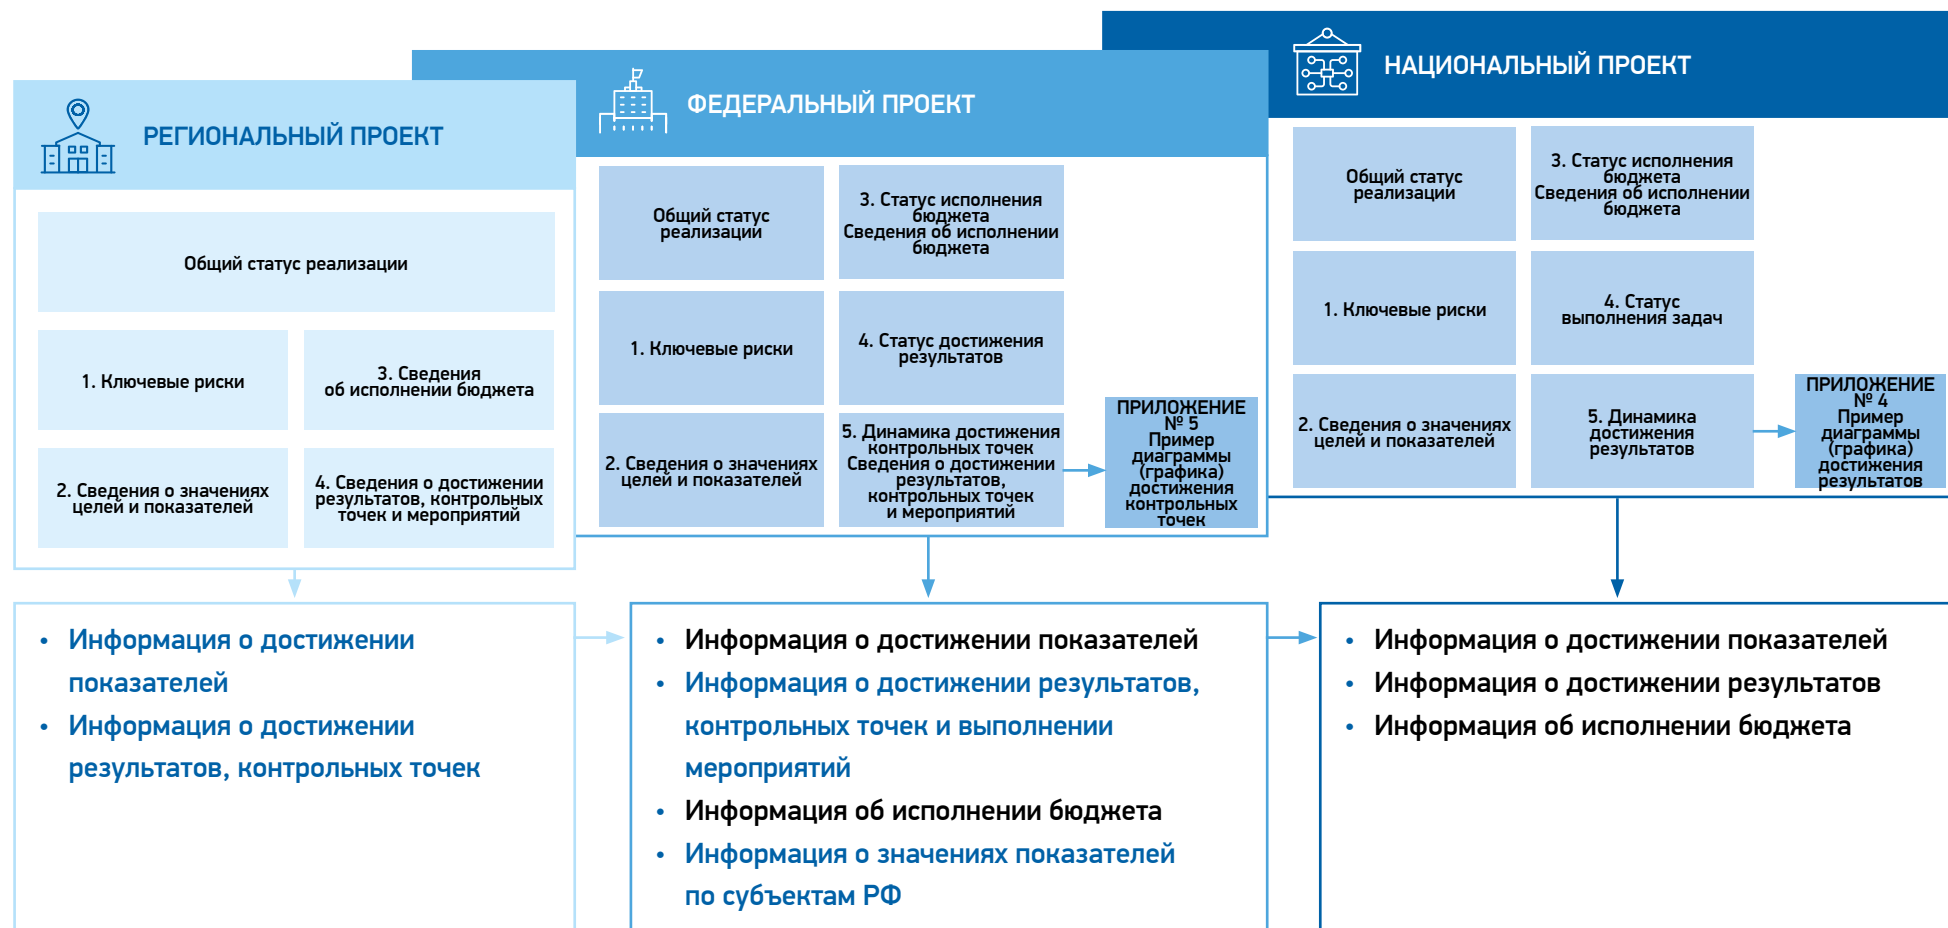 РЕГИОНАЛЬНЫЙ ПРОЕКТ
Общий статус реализации
1. Ключевые риски
3. Сведения
об исполнении бюджета
2. Сведения о значениях
целей и показателей
4. Сведения о достижении
результатов, контрольных
точек и мероприятий
ФЕДЕРАЛЬНЫЙ ПРОЕКТ
Общий статус
реализации
3. Статус исполнения
бюджета
Сведения об исполнении
бюджета
1. Ключевые риски
4. Статус достижения
результатов
2. Сведения о значениях
целей и показателей
5. Динамика достижения
контрольных точек
Сведения о достижении
результатов,
контрольных точек
и мероприятий
ПРИЛОЖЕНИЕ
№ 5
Пример
диаграммы
(графика)
достижения
контрольных
точек
НАЦИОНАЛЬНЫЙ ПРОЕКТ
Общий статус
реализации
3. Статус исполнения
бюджета
Сведения об исполнении
бюджета
1. Ключевые риски
4. Статус
выполнения задач
2. Сведения о значениях
целей и показателей
5. Динамика
достижения
результатов
ПРИЛОЖЕНИЕ
№ 4
Пример
диаграммы
(графика)
достижения
результатов
• Информация о достижении
показателей
• Информация о достижении
результатов, контрольных точек
• Информация о достижении показателей
• Информация о достижении результатов,
контрольных точек и выполнении
мероприятий
• Информация об исполнении бюджета
• Информация о значениях показателей
по субъектам РФ
• Информация о достижении показателей
• Информация о достижении результатов
• Информация об исполнении бюджета